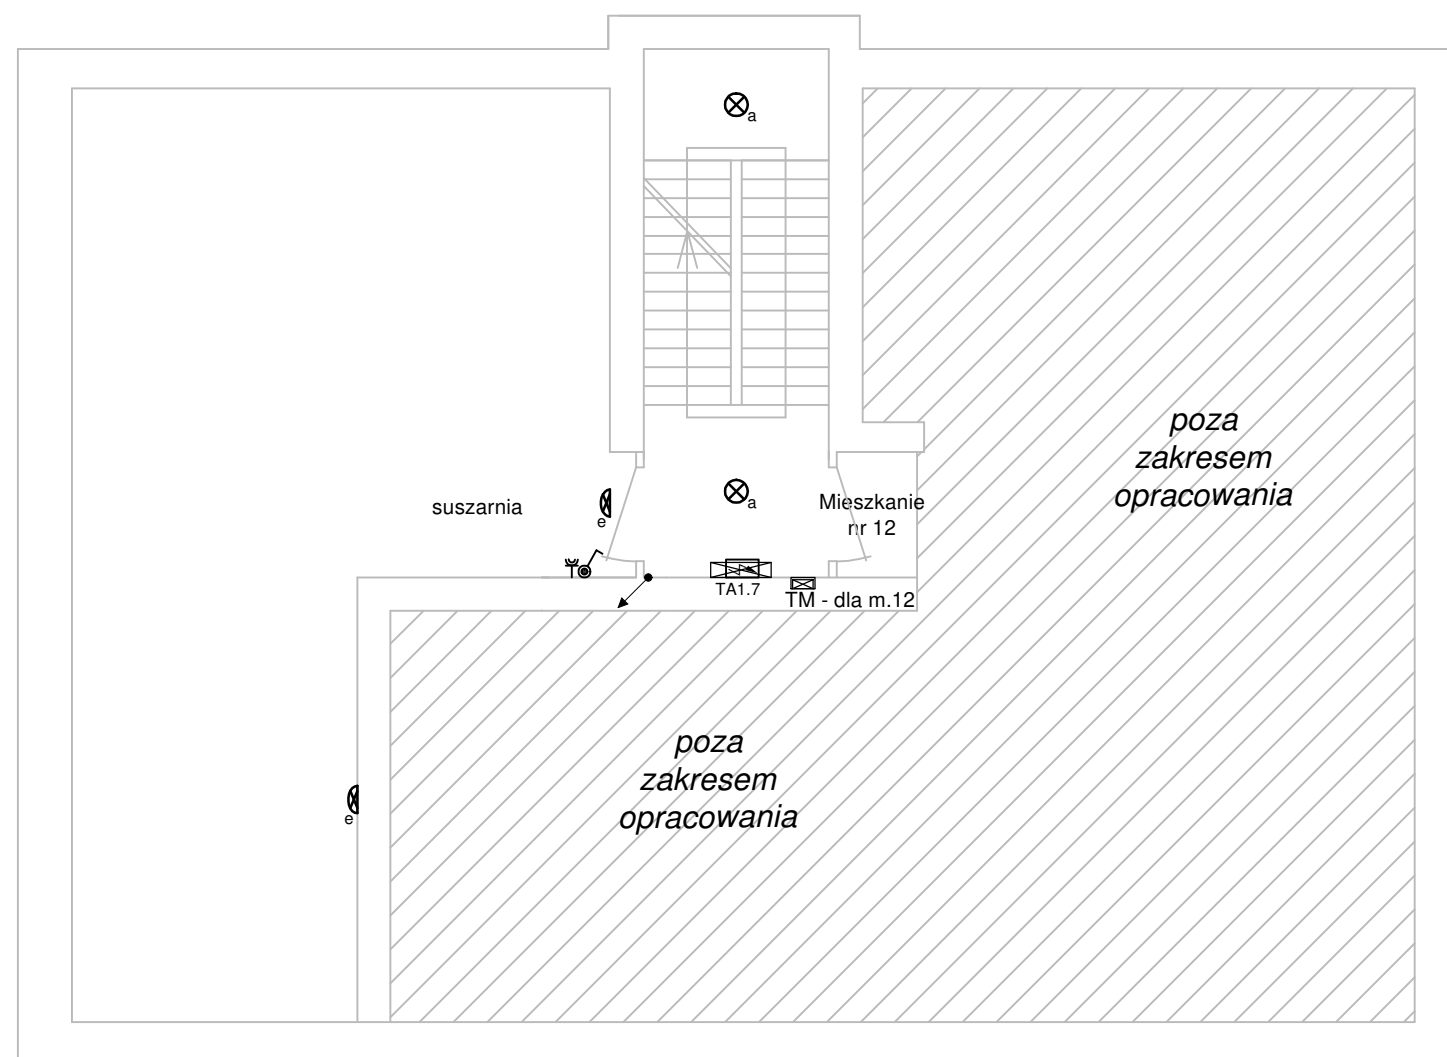 a
poza
zakresem
opracowania
suszarnia
e
a
Mieszkanie
nr 12
TA1.7
TM - dla m.12
poza
zakresem
opracowania
e